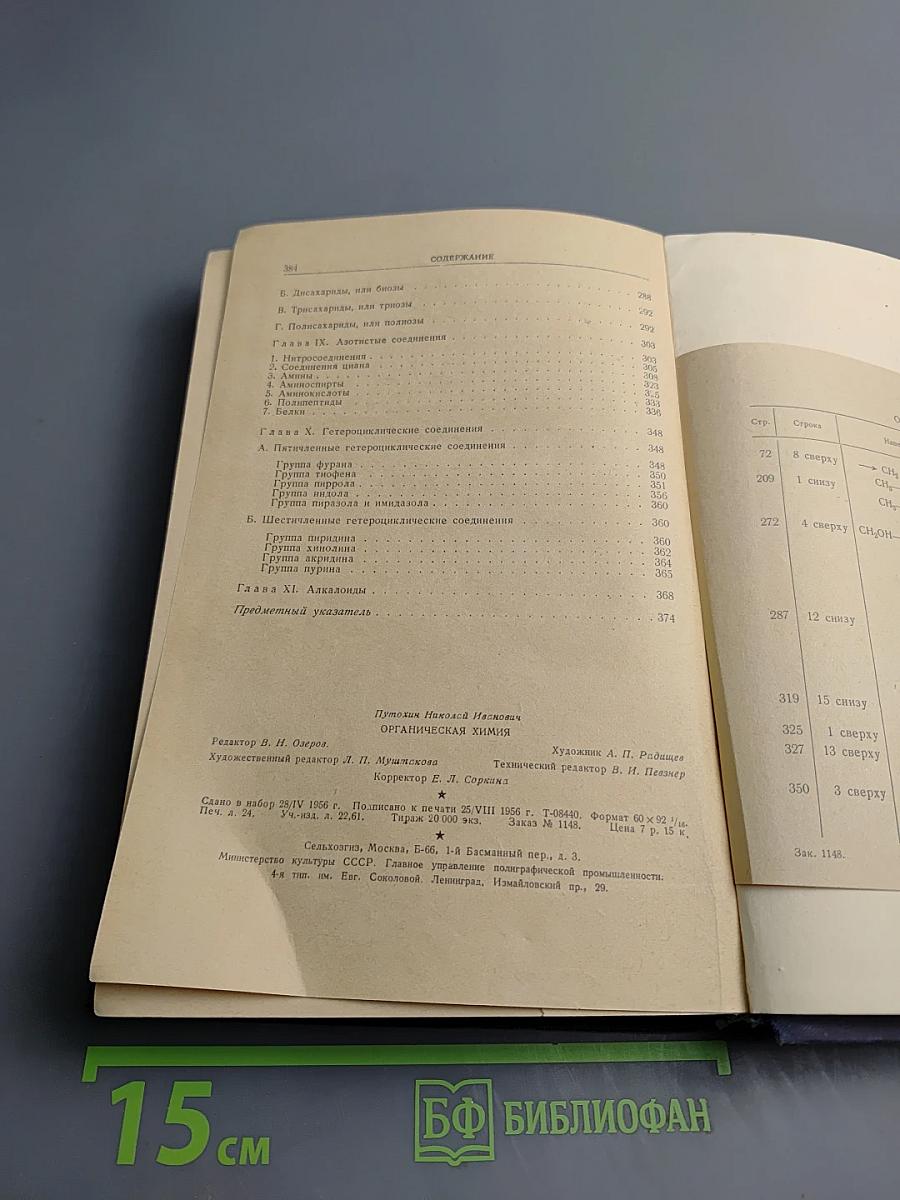 384 СОДЕРЖАНИЕ
Б. Дисахариды, или биозы . . . . . . . . . . . . . . . . . . . 288
В. Трисахариды, или триозы . . . . . . . . . . . . . . . . . . 292
Г. Полисахариды, или полиозы . . . . . . . . . . . . . . . . . 292
Глава IX. Азотистые соединения . . . . . . . . . . . . . . . . 303
1. Нитросоединения . . . . . . . . . . . . . . . . . . . . . . 303
2. Соединения циана . . . . . . . . . . . . . . . . . . . . . . 305
3. Амины . . . . . . . . . . . . . . . . . . . . . . . . . . . 308
4. Аминоспирты . . . . . . . . . . . . . . . . . . . . . . . . 323
5. Аминокислоты . . . . . . . . . . . . . . . . . . . . . . . . 325
6. Полипептиды . . . . . . . . . . . . . . . . . . . . . . . . 333
7. Белки . . . . . . . . . . . . . . . . . . . . . . . . . . . 336
Глава X. Гетероциклические соединения . . . . . . . . . . . . . 348
А. Пятичленные гетероциклические соединения . . . . . . . . . . 348
Группа фурана . . . . . . . . . . . . . . . . . . . . . . . . 348
Группа тиофена . . . . . . . . . . . . . . . . . . . . . . . . 350
Группа пиррола . . . . . . . . . . . . . . . . . . . . . . . . 351
Группа индола . . . . . . . . . . . . . . . . . . . . . . . . 356
Группа пиразола и имидазола . . . . . . . . . . . . . . . . . . 360
Б. Шестичленные гетероциклические соединения . . . . . . . . . 360
Группа пиридина . . . . . . . . . . . . . . . . . . . . . . . 360
Группа хинолина . . . . . . . . . . . . . . . . . . . . . . . 362
Группа акридина . . . . . . . . . . . . . . . . . . . . . . . 364
Группа пурина . . . . . . . . . . . . . . . . . . . . . . . . 365
Глава XI. Алкалоиды . . . . . . . . . . . . . . . . . . . . . . 368
Предметный указатель . . . . . . . . . . . . . . . . . . . . . 374
Путохин Николай Иванович
ОРГАНИЧЕСКАЯ ХИМИЯ
Редактор В. Н. Озеров. Художник А. П. Радищев
Художественный редактор Л. П. Муштакова Технический редактор В. И. Певзнер
Корректор Е. Л. Соркина
★
Сдано в набор 28/IV 1956 г. Подписано к печати 25/VIII 1956 г. Т-08440. Формат 60 × 92 1/16.
Печ. л. 24. Уч.-изд. л. 22,61. Тираж 20 000 экз. Заказ № 1148. Цена 7 р. 15 к.
★
Сельхозгиз, Москва, Б-66, 1-й Басманный пер., д. 3.
Министерство культуры СССР. Главное управление полиграфической промышленности.
4-я тип. им. Евг. Соколовой. Ленинград, Измайловский пр., 29.
О
Стр. Строка Напе
72 8 сверху → CH2
209 1 снизу
272 4 сверху CH2OH—
287 12 снизу
319 15 снизу
325 1 сверху
327 13 сверху
350 3 сверху
Зак. 1148.
15 см
БФ БИБЛИОФАН